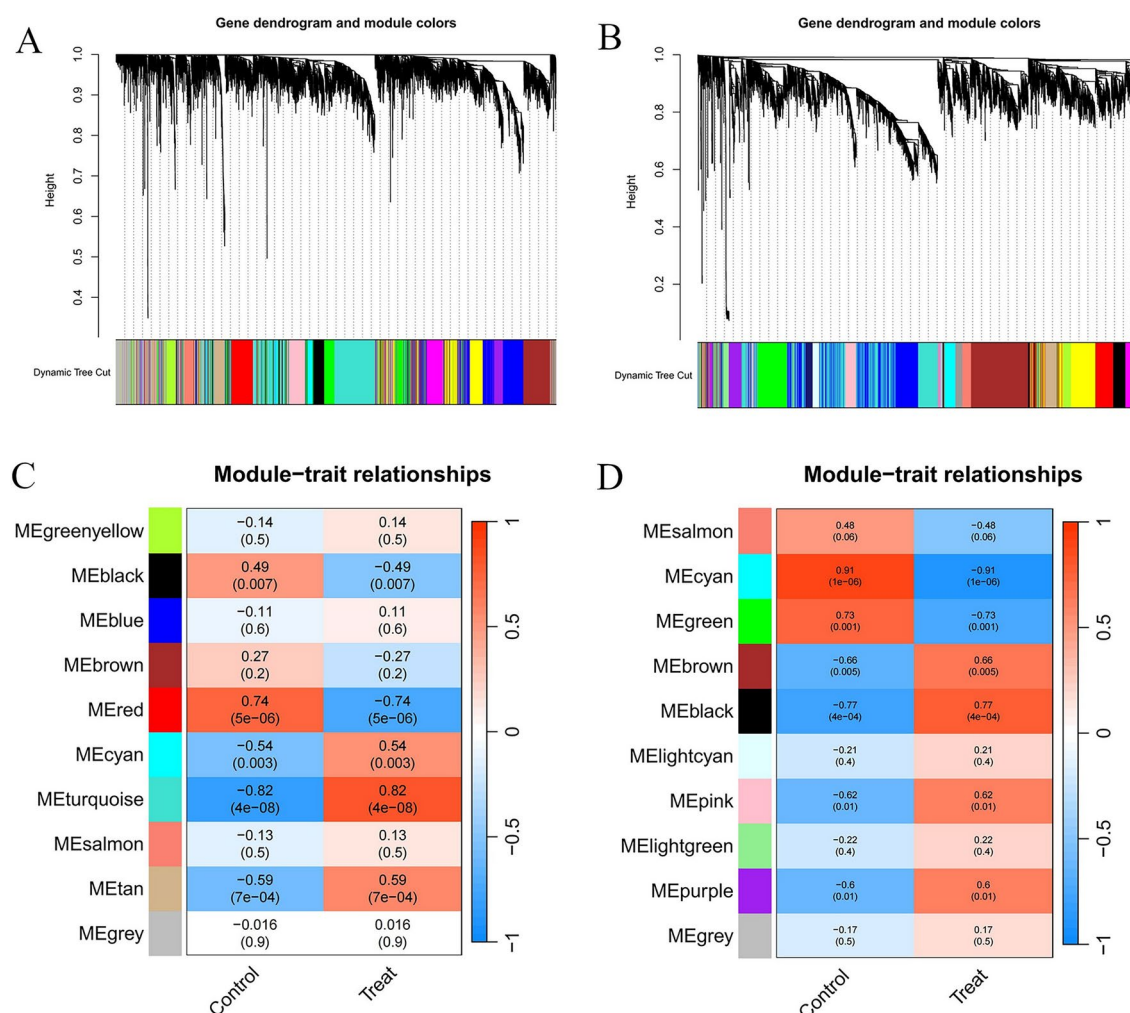 A
Gene dendrogram and module colors
Height
1.0
0.9
0.8
0.7
0.6
0.5
0.4
Dynamic Tree Cut
B
Gene dendrogram and module colors
Height
1.0
0.8
0.6
0.4
0.2
Dynamic Tree Cut
C
Module−trait relationships
MEgreenyellow
−0.14 0.14
(0.5) (0.5)
MEblack
0.49 −0.49
(0.007) (0.007)
MEblue
−0.11 0.11
(0.6) (0.6)
MEbrown
0.27 −0.27
(0.2) (0.2)
MEred
0.74 −0.74
(5e−06) (5e−06)
MEcyan
−0.54 0.54
(0.003) (0.003)
MEturquoise
−0.82 0.82
(4e−08) (4e−08)
MEsalmon
−0.13 0.13
(0.5) (0.5)
MEtan
−0.59 0.59
(7e−04) (7e−04)
MEgrey
−0.016 0.016
(0.9) (0.9)
Control
Treat
1
0.5
0
−0.5
−1
D
Module−trait relationships
MEsalmon
0.48 −0.48
(0.06) (0.06)
MEcyan
0.91 −0.91
(1e−06) (1e−06)
MEgreen
0.73 −0.73
(0.001) (0.001)
MEbrown
−0.66 0.66
(0.005) (0.005)
MEblack
−0.77 0.77
(4e−04) (4e−04)
MElightcyan
−0.21 0.21
(0.4) (0.4)
MEpink
−0.62 0.62
(0.01) (0.01)
MElightgreen
−0.22 0.22
(0.4) (0.4)
MEpurple
−0.6 0.6
(0.01) (0.01)
MEgrey
−0.17 0.17
(0.5) (0.5)
Control
Treat
1
0.5
0
−0.5
−1